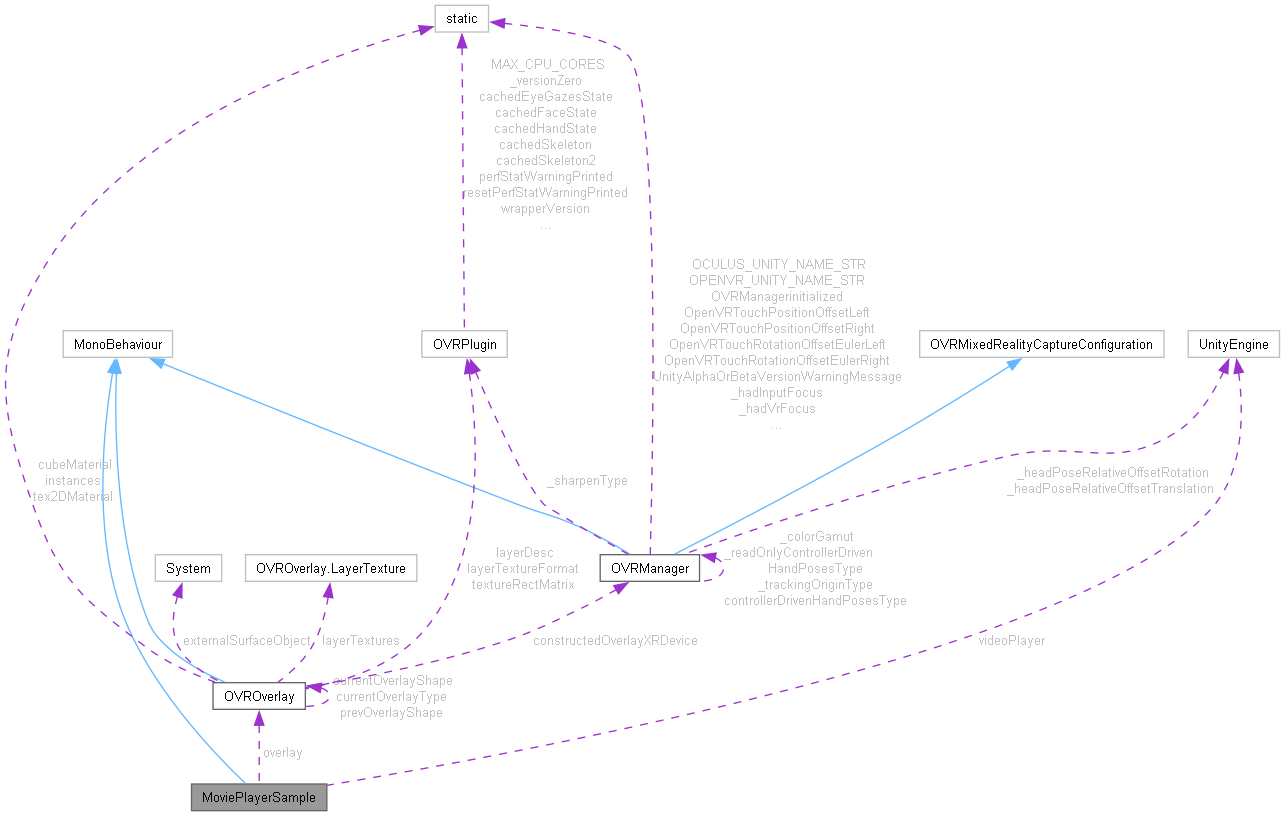 static
MAX_CPU_CORES
_versionZero
cachedEyeGazesState
cachedFaceState
cachedHandState
cachedSkeleton
cachedSkeleton2
perfStatWarningPrinted
resetPerfStatWarningPrinted
wrapperVersion
...
OCULUS_UNITY_NAME_STR
OPENVR_UNITY_NAME_STR
OVRManagerinitialized
OpenVRTouchPositionOffsetLeft
OpenVRTouchPositionOffsetRight
OpenVRTouchRotationOffsetEulerLeft
OpenVRTouchRotationOffsetEulerRight
UnityAlphaOrBetaVersionWarningMessage
_hadInputFocus
_hadVrFocus
...
MonoBehaviour
OVRPlugin
OVRMixedRealityCaptureConfiguration
UnityEngine
cubeMaterial
instances
tex2DMaterial
_sharpenType
_headPoseRelativeOffsetRotation
_headPoseRelativeOffsetTranslation
System
OVROverlay.LayerTexture
layerDesc
layerTextureFormat
textureRectMatrix
OVRManager
_colorGamut
_readOnlyControllerDriven
HandPosesType
_trackingOriginType
controllerDrivenHandPosesType
externalSurfaceObject
layerTextures
constructedOverlayXRDevice
videoPlayer
OVROverlay
currentOverlayShape
currentOverlayType
prevOverlayShape
overlay
MoviePlayerSample